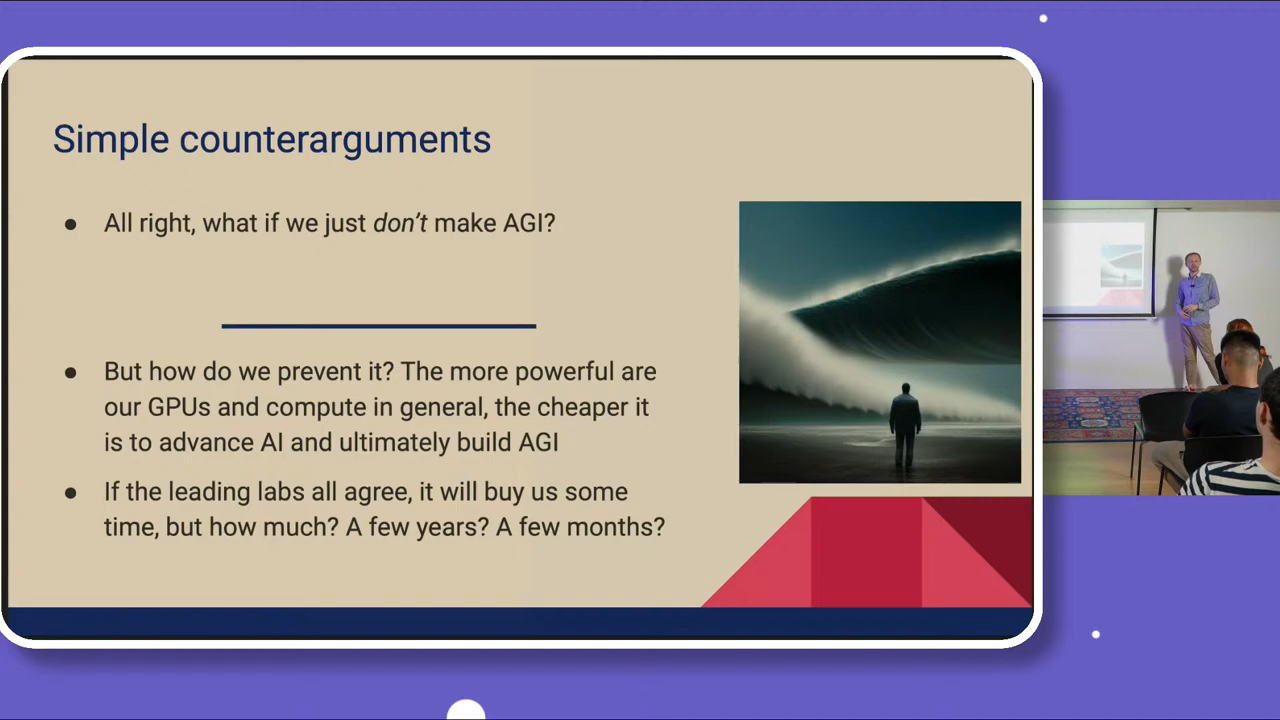 Simple counterarguments
● All right, what if we just don't make AGI?
● But how do we prevent it? The more powerful are
our GPUs and compute in general, the cheaper it
is to advance AI and ultimately build AGI
● If the leading labs all agree, it will buy us some
time, but how much? A few years? A few months?